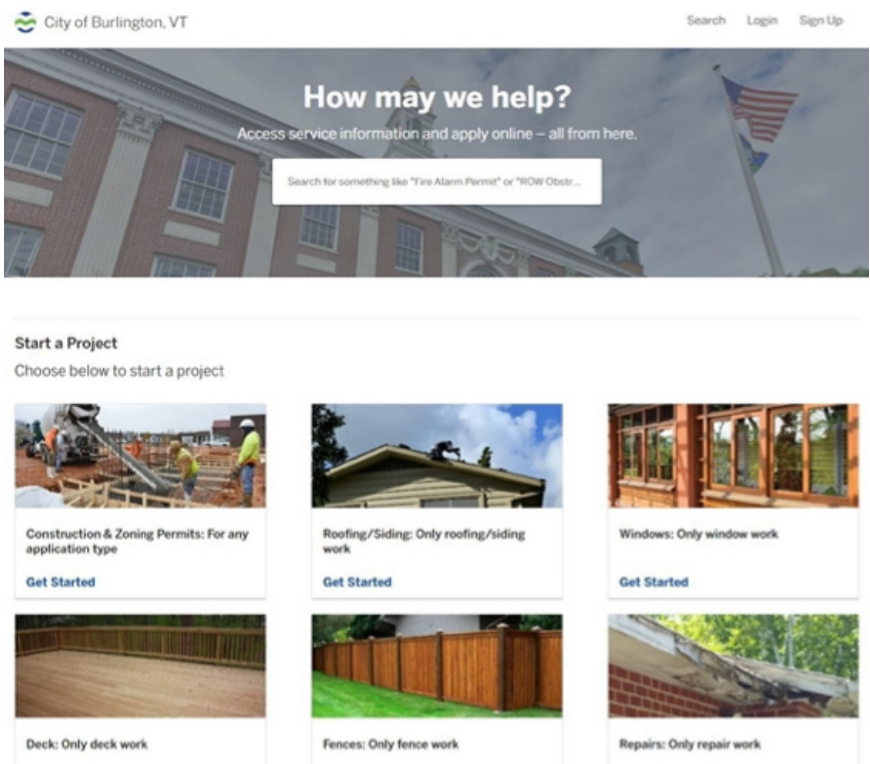 City of Burlington, VT
Search Login Sign Up
How may we help?
Access service information and apply online – all from here.
Search for something like "Fire Alarm Permit" or "ROW Obstr...
Start a Project
Choose below to start a project
Construction & Zoning Permits: For any
application type
Get Started
Roofing/Siding: Only roofing/siding
work
Get Started
Windows: Only window work
Get Started
Deck: Only deck work
Fences: Only fence work
Repairs: Only repair work